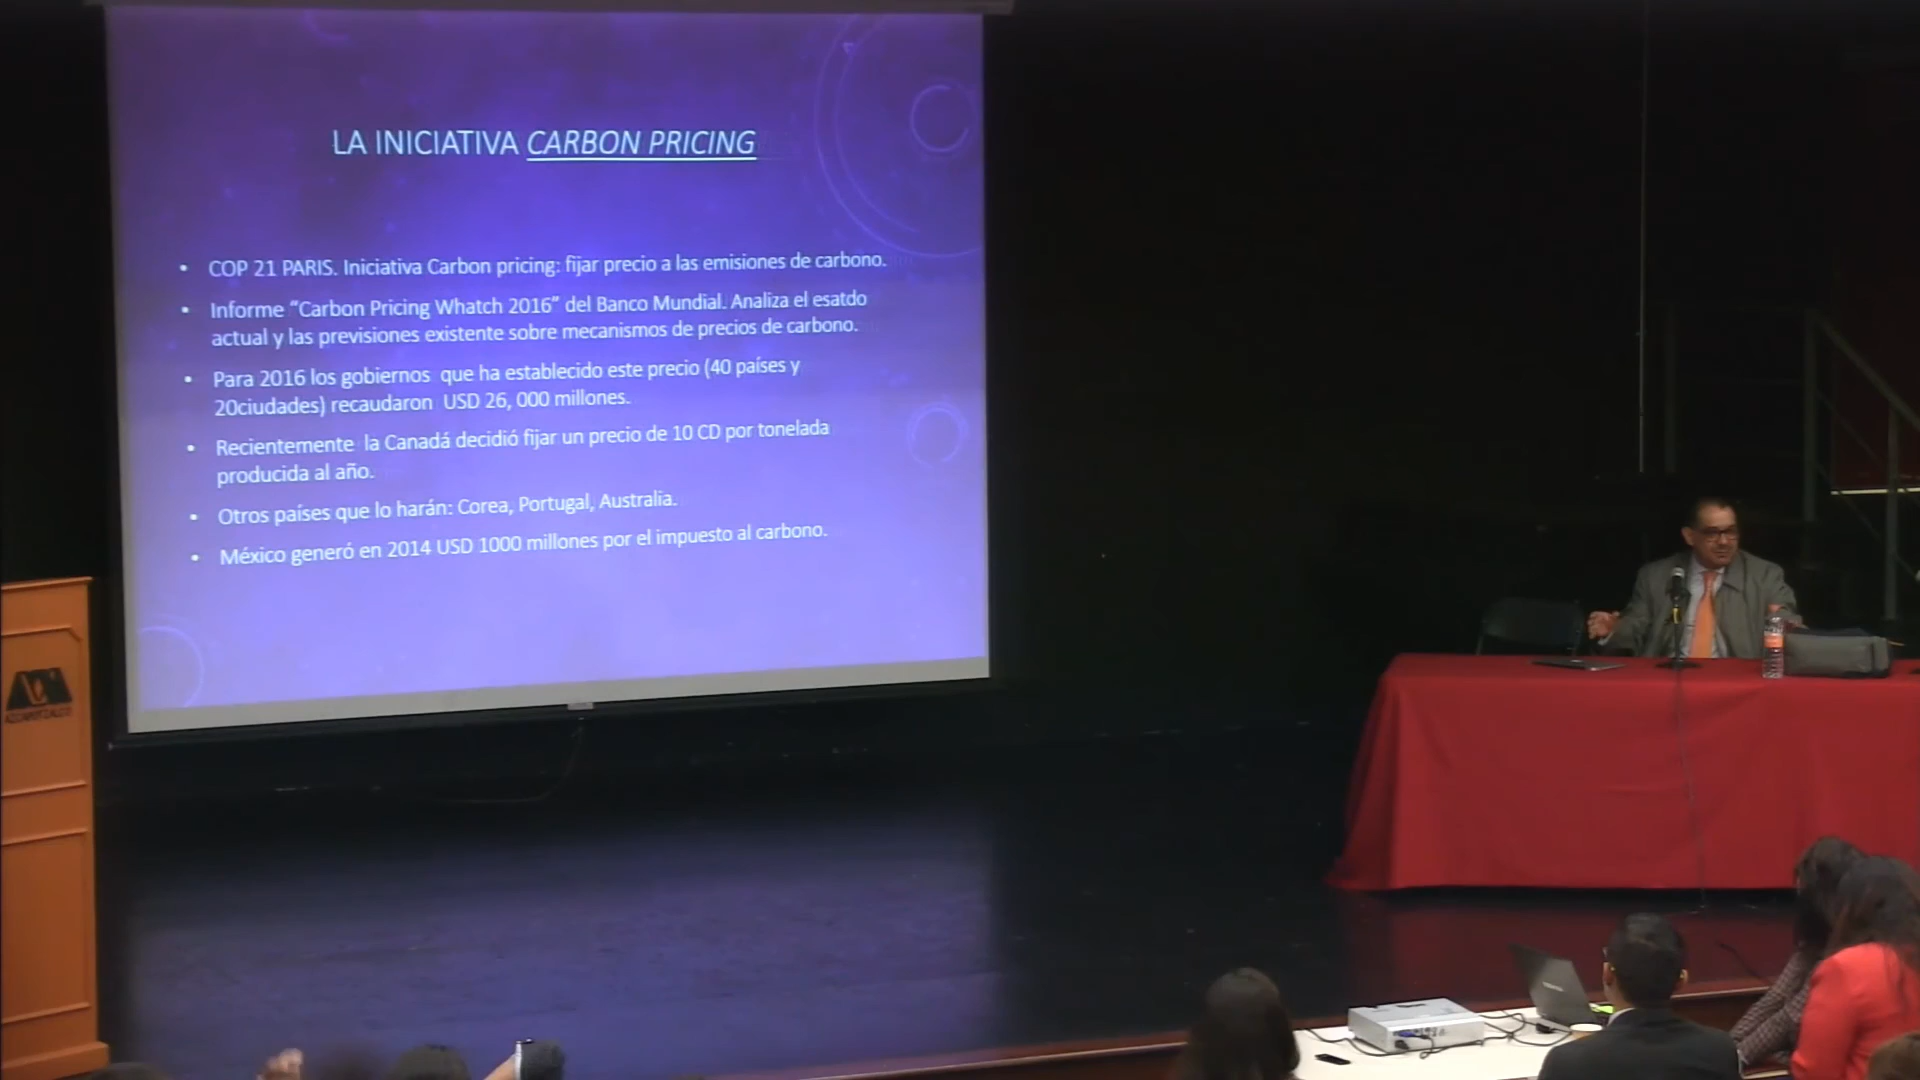 LA INICIATIVA CARBON PRICING
• COP 21 PARIS. Iniciativa Carbon pricing: fijar precio a las emisiones de carbono.
• Informe “Carbon Pricing Whatch 2016” del Banco Mundial. Analiza el esatdo
actual y las previsiones existente sobre mecanismos de precios de carbono.
• Para 2016 los gobiernos que ha establecido este precio (40 países y
20ciudades) recaudaron USD 26, 000 millones.
• Recientemente la Canadá decidió fijar un precio de 10 CD por tonelada
producida al año.
• Otros países que lo harán: Corea, Portugal, Australia.
• México generó en 2014 USD 1000 millones por el impuesto al carbono.